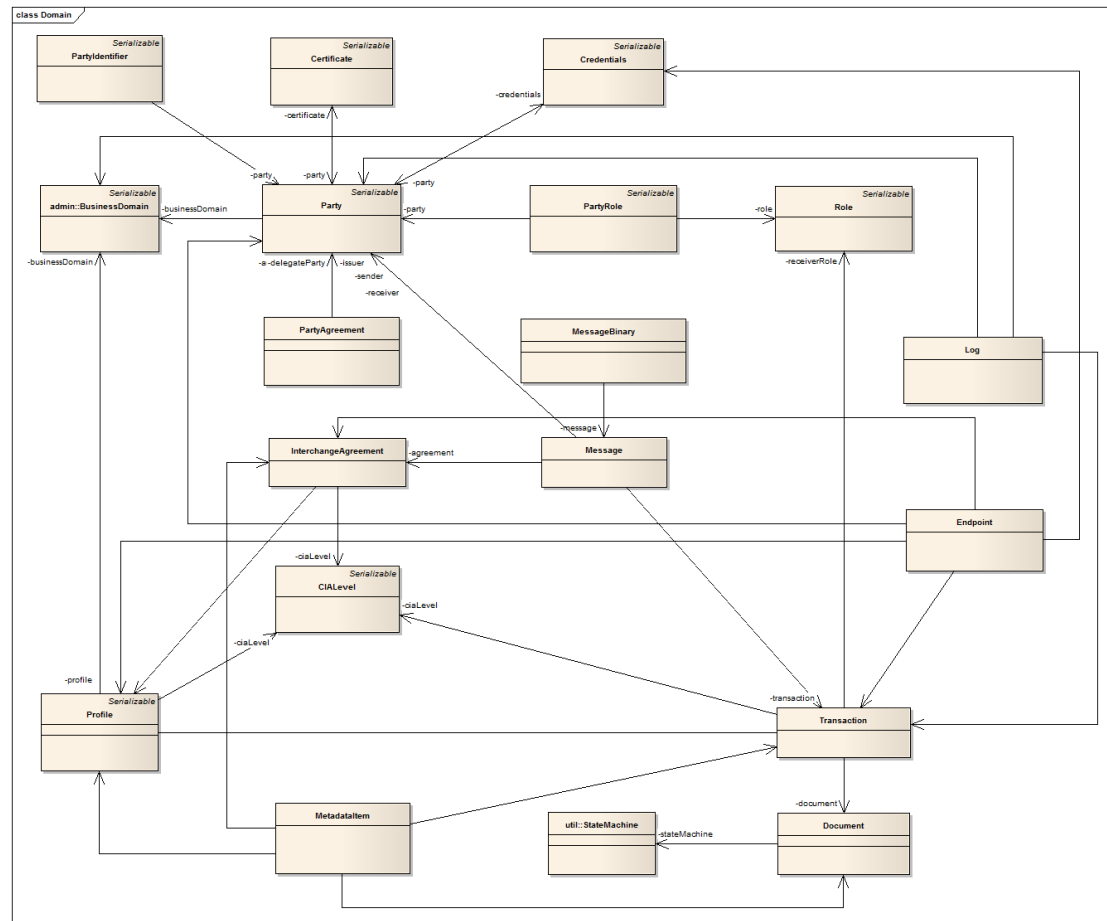 class Domain
Serializable
PartyIdentifier
Serializable
Certificate
Serializable
Credentials
-credentials
-certificate
-party
-party
-party
Serializable
admin::BusinessDomain
-businessDomain
Serializable
Party
-party
Serializable
PartyRole
-role
Serializable
Role
-businessDomain
-a -delegateParty
-issuer
-sender
-receiver
-receiverRole
PartyAgreement
MessageBinary
Log
-message
InterchangeAgreement
-agreement
Message
Endpoint
-ciaLevel
Serializable
CIALevel
-ciaLevel
-ciaLevel
-profile
-transaction
Serializable
Profile
Transaction
-document
MetadataItem
util::StateMachine
-stateMachine
Document